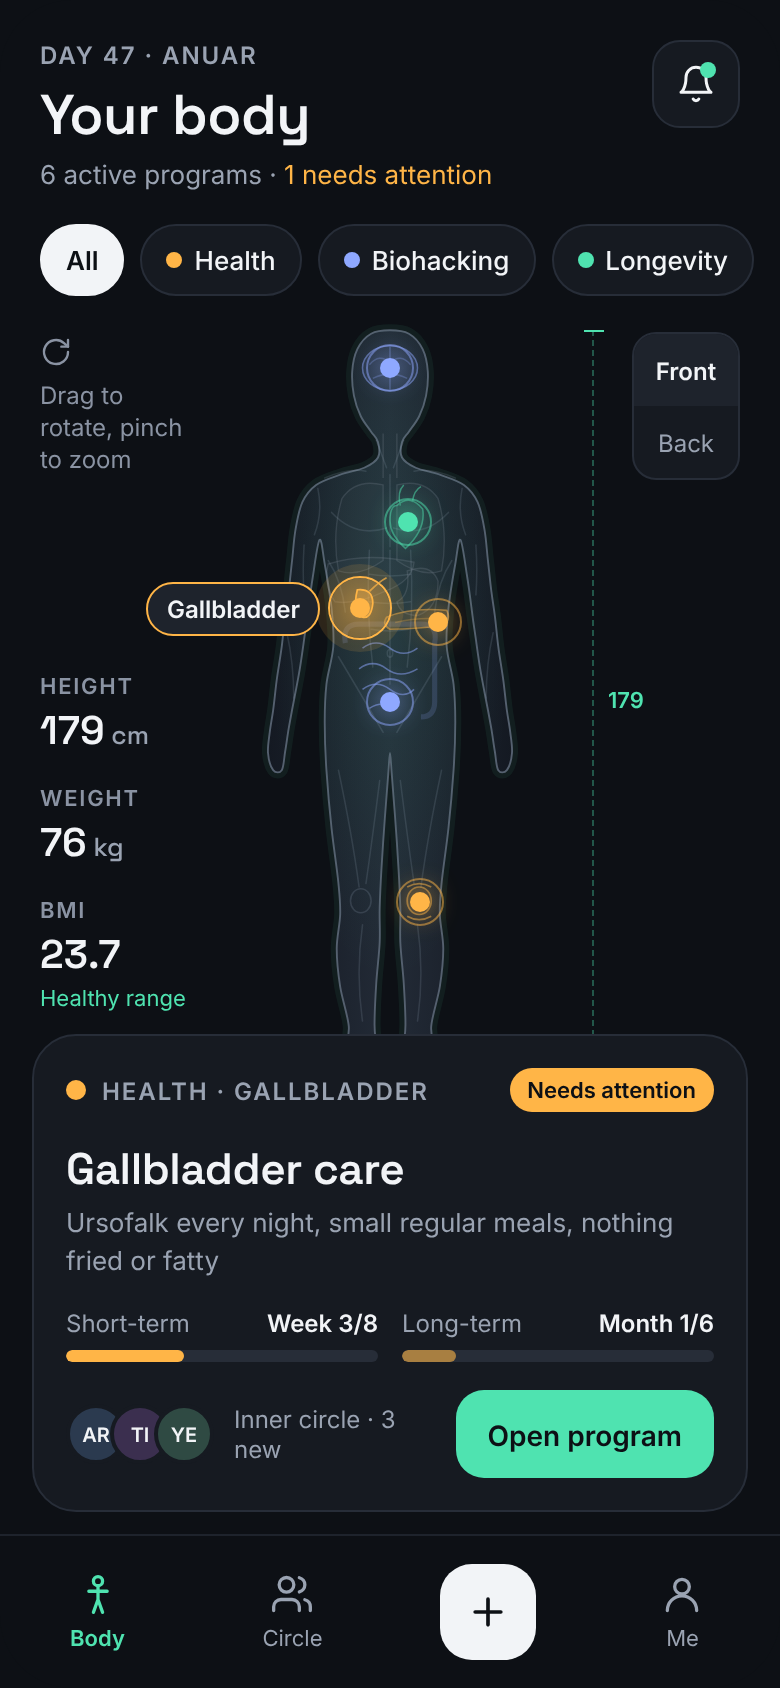 DAY 47 · ANUAR
Your body
6 active programs · 1 needs attention
All
Health
Biohacking
Longevity
Drag to
rotate, pinch
to zoom
Front
Back
Gallbladder
HEIGHT
179 cm
179
WEIGHT
76 kg
BMI
23.7
Healthy range
HEALTH · GALLBLADDER
Needs attention
Gallbladder care
Ursofalk every night, small regular meals, nothing
fried or fatty
Short-term
Week 3/8
Long-term
Month 1/6
AR
TI
YE
Inner circle · 3
new
Open program
Body
Circle
Me